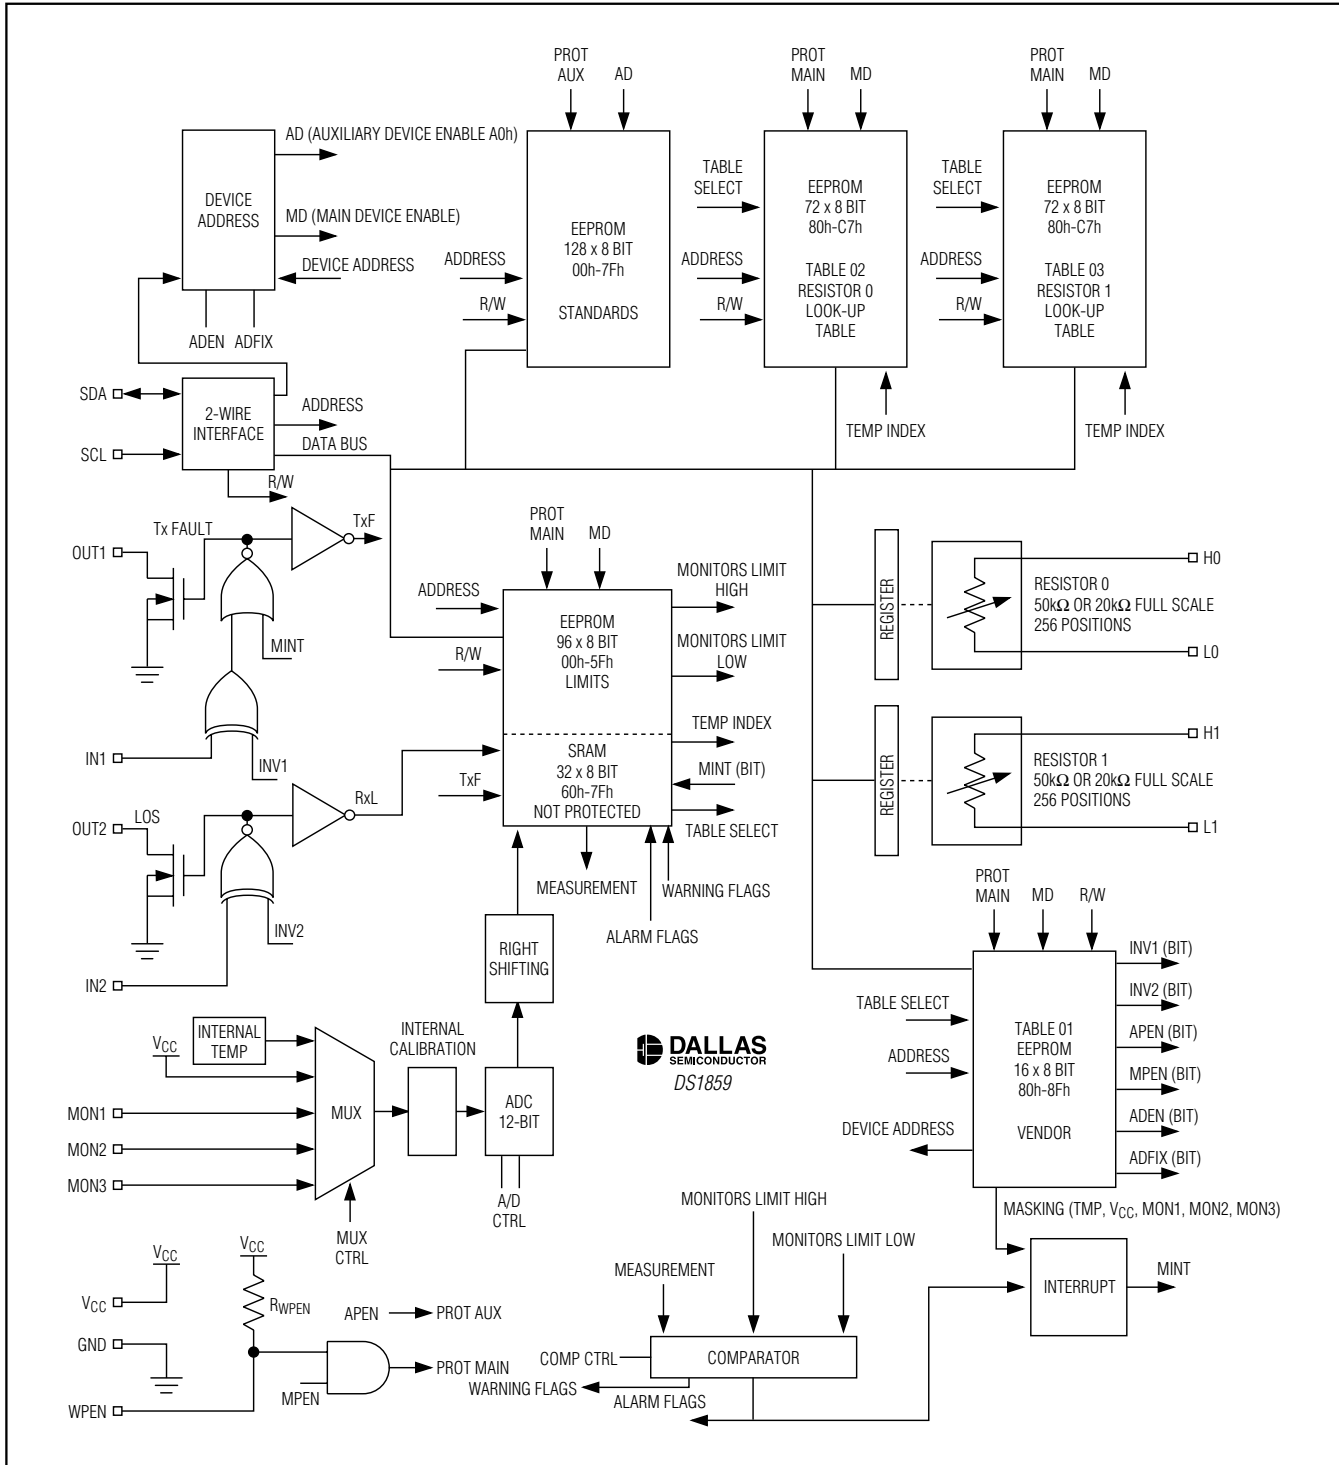 PROT
AUX
AD
PROT
MAIN
MD
PROT
MAIN
MD
AD (AUXILIARY DEVICE ENABLE A0h)
DEVICE
ADDRESS
MD (MAIN DEVICE ENABLE)
DEVICE ADDRESS
ADEN
ADFIX
ADDRESS
R/W
EEPROM
128 x 8 BIT
00h-7Fh
STANDARDS
TABLE
SELECT
ADDRESS
R/W
EEPROM
72 x 8 BIT
80h-C7h
TABLE 02
RESISTOR 0
LOOK-UP
TABLE
TEMP INDEX
TABLE
SELECT
ADDRESS
R/W
EEPROM
72 x 8 BIT
80h-C7h
TABLE 03
RESISTOR 1
LOOK-UP
TABLE
TEMP INDEX
SDA
SCL
2-WIRE
INTERFACE
ADDRESS
DATA BUS
R/W
Tx FAULT
TxF
OUT1
MINT
IN1
INV1
RxL
LOS
OUT2
INV2
IN2
PROT
MAIN
MD
ADDRESS
R/W
EEPROM
96 x 8 BIT
00h-5Fh
LIMITS
SRAM
32 x 8 BIT
60h-7Fh
NOT PROTECTED
TxF
MONITORS LIMIT
HIGH
MONITORS LIMIT
LOW
TEMP INDEX
MINT (BIT)
TABLE SELECT
MEASUREMENT
WARNING FLAGS
ALARM FLAGS
REGISTER
RESISTOR 0
50kΩ OR 20kΩ FULL SCALE
256 POSITIONS
H0
L0
REGISTER
RESISTOR 1
50kΩ OR 20kΩ FULL SCALE
256 POSITIONS
H1
L1
RIGHT
SHIFTING
INTERNAL
TEMP
VCC
MON1
MON2
MON3
MUX
MUX
CTRL
INTERNAL
CALIBRATION
ADC
12-BIT
A/D
CTRL
DALLAS
SEMICONDUCTOR
DS1859
PROT
MAIN
MD
R/W
TABLE SELECT
ADDRESS
DEVICE ADDRESS
TABLE 01
EEPROM
16 x 8 BIT
80h-8Fh
VENDOR
INV1 (BIT)
INV2 (BIT)
APEN (BIT)
MPEN (BIT)
ADEN (BIT)
ADFIX (BIT)
MASKING (TMP, VCC, MON1, MON2, MON3)
INTERRUPT
MINT
MONITORS LIMIT HIGH
MONITORS LIMIT LOW
MEASUREMENT
COMP CTRL
COMPARATOR
WARNING FLAGS
ALARM FLAGS
VCC
VCC
VCC
RWPEN
GND
WPEN
APEN
PROT AUX
MPEN
PROT MAIN